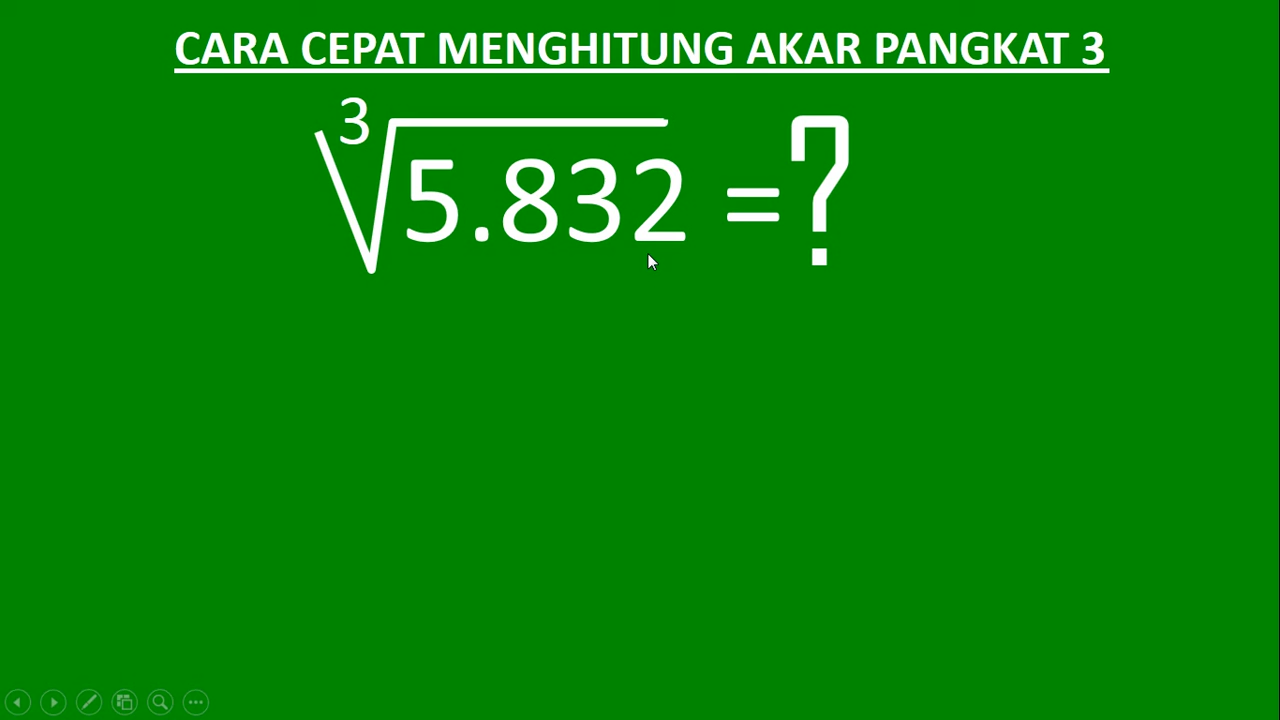 CARA CEPAT MENGHITUNG AKAR PANGKAT 3
∛5.832 =?